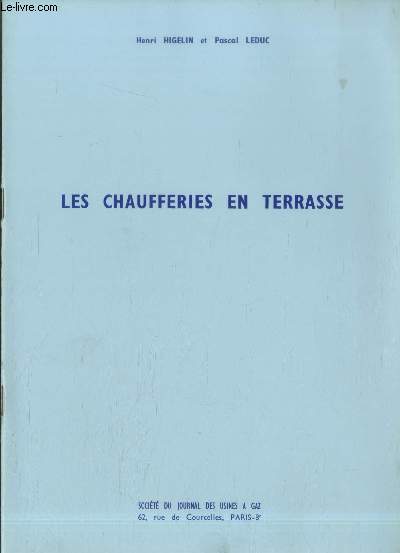 Le-livre.com
Henri HIGELIN et Pascal LEDUC
LES CHAUFFERIES EN TERRASSE
SOCIÉTÉ DU JOURNAL DES USINES A GAZ
62, rue de Courcelles, PARIS-8e